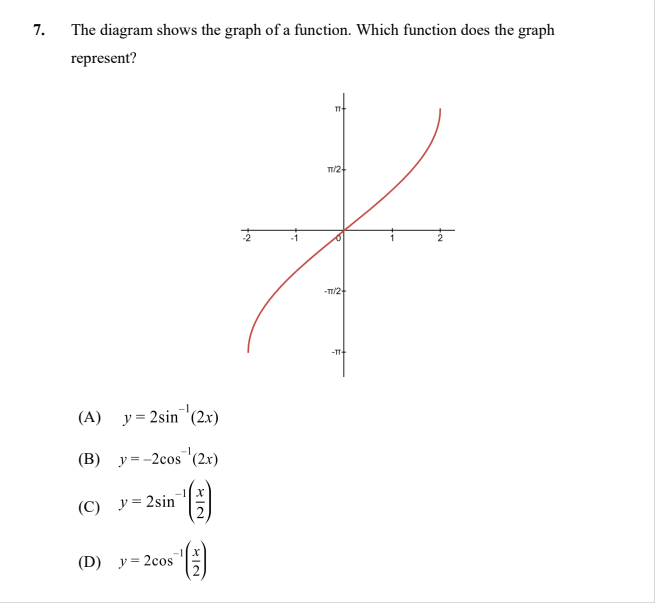 7. The diagram shows the graph of a function. Which function does the graph
represent?
π
π/2
-2 -1 0 1 2
-π/2
-π
(A) y = 2sin⁻¹(2x)
(B) y = –2cos⁻¹(2x)
(C) y = 2sin⁻¹(x/2)
(D) y = 2cos⁻¹(x/2)